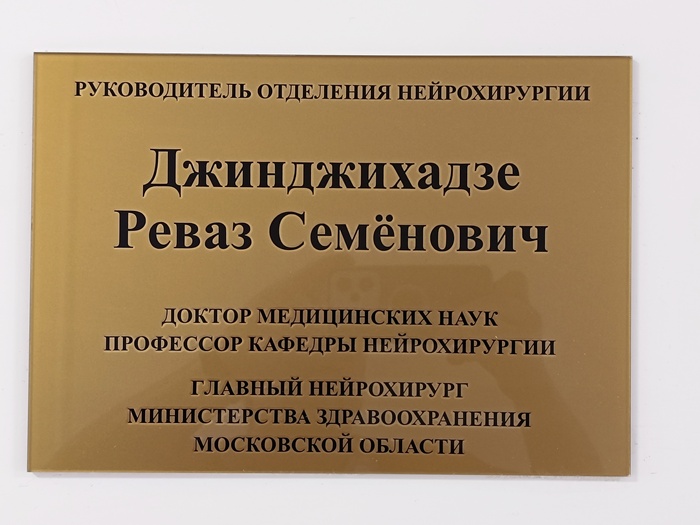 РУКОВОДИТЕЛЬ ОТДЕЛЕНИЯ НЕЙРОХИРУРГИИ
Джинджихадзе
Реваз Семёнович
ДОКТОР МЕДИЦИНСКИХ НАУК
ПРОФЕССОР КАФЕДРЫ НЕЙРОХИРУРГИИ
ГЛАВНЫЙ НЕЙРОХИРУРГ
МИНИСТЕРСТВА ЗДРАВООХРАНЕНИЯ
МОСКОВСКОЙ ОБЛАСТИ